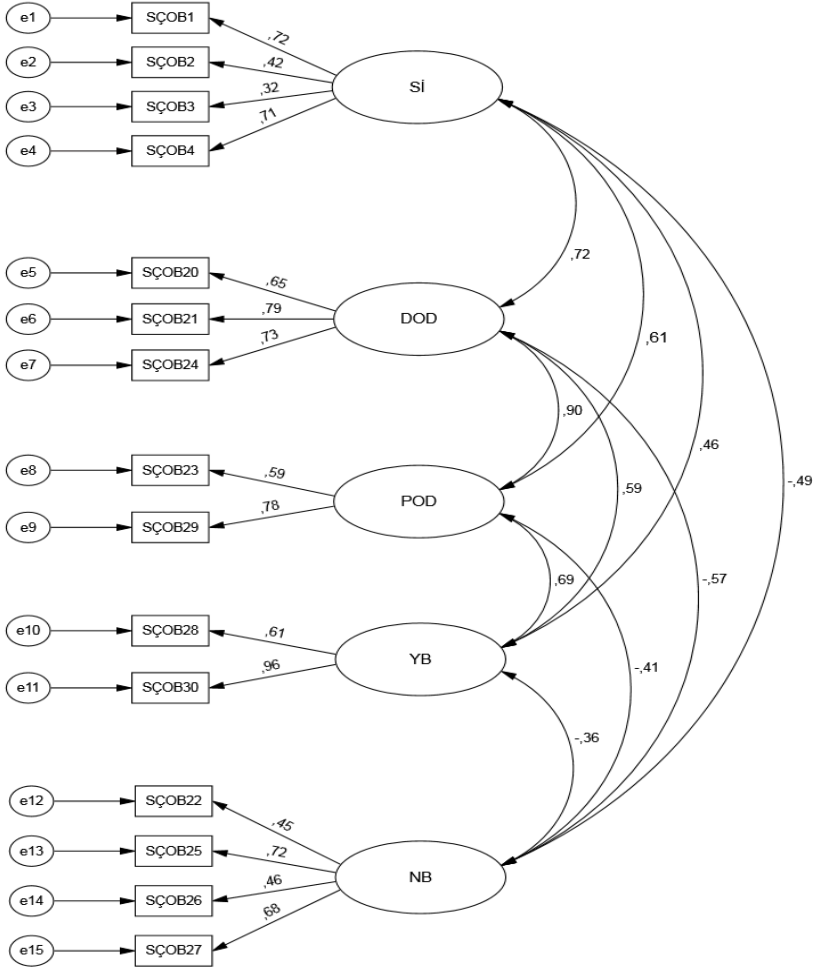 e1 SÇOB1 ,72
e2 SÇOB2 ,42 Sİ
e3 SÇOB3 ,32
e4 SÇOB4 ,71
,72
e5 SÇOB20 ,65
e6 SÇOB21 ,79 DOD
e7 SÇOB24 ,73
,61
,90
,46
e8 SÇOB23 ,59
,59 -,49
POD
e9 SÇOB29 ,78
,69 -,57
e10 SÇOB28 ,61
YB
e11 SÇOB30 ,96
-,41
-,36
e12 SÇOB22 ,45
e13 SÇOB25 ,72
NB
e14 SÇOB26 ,46
e15 SÇOB27 ,68